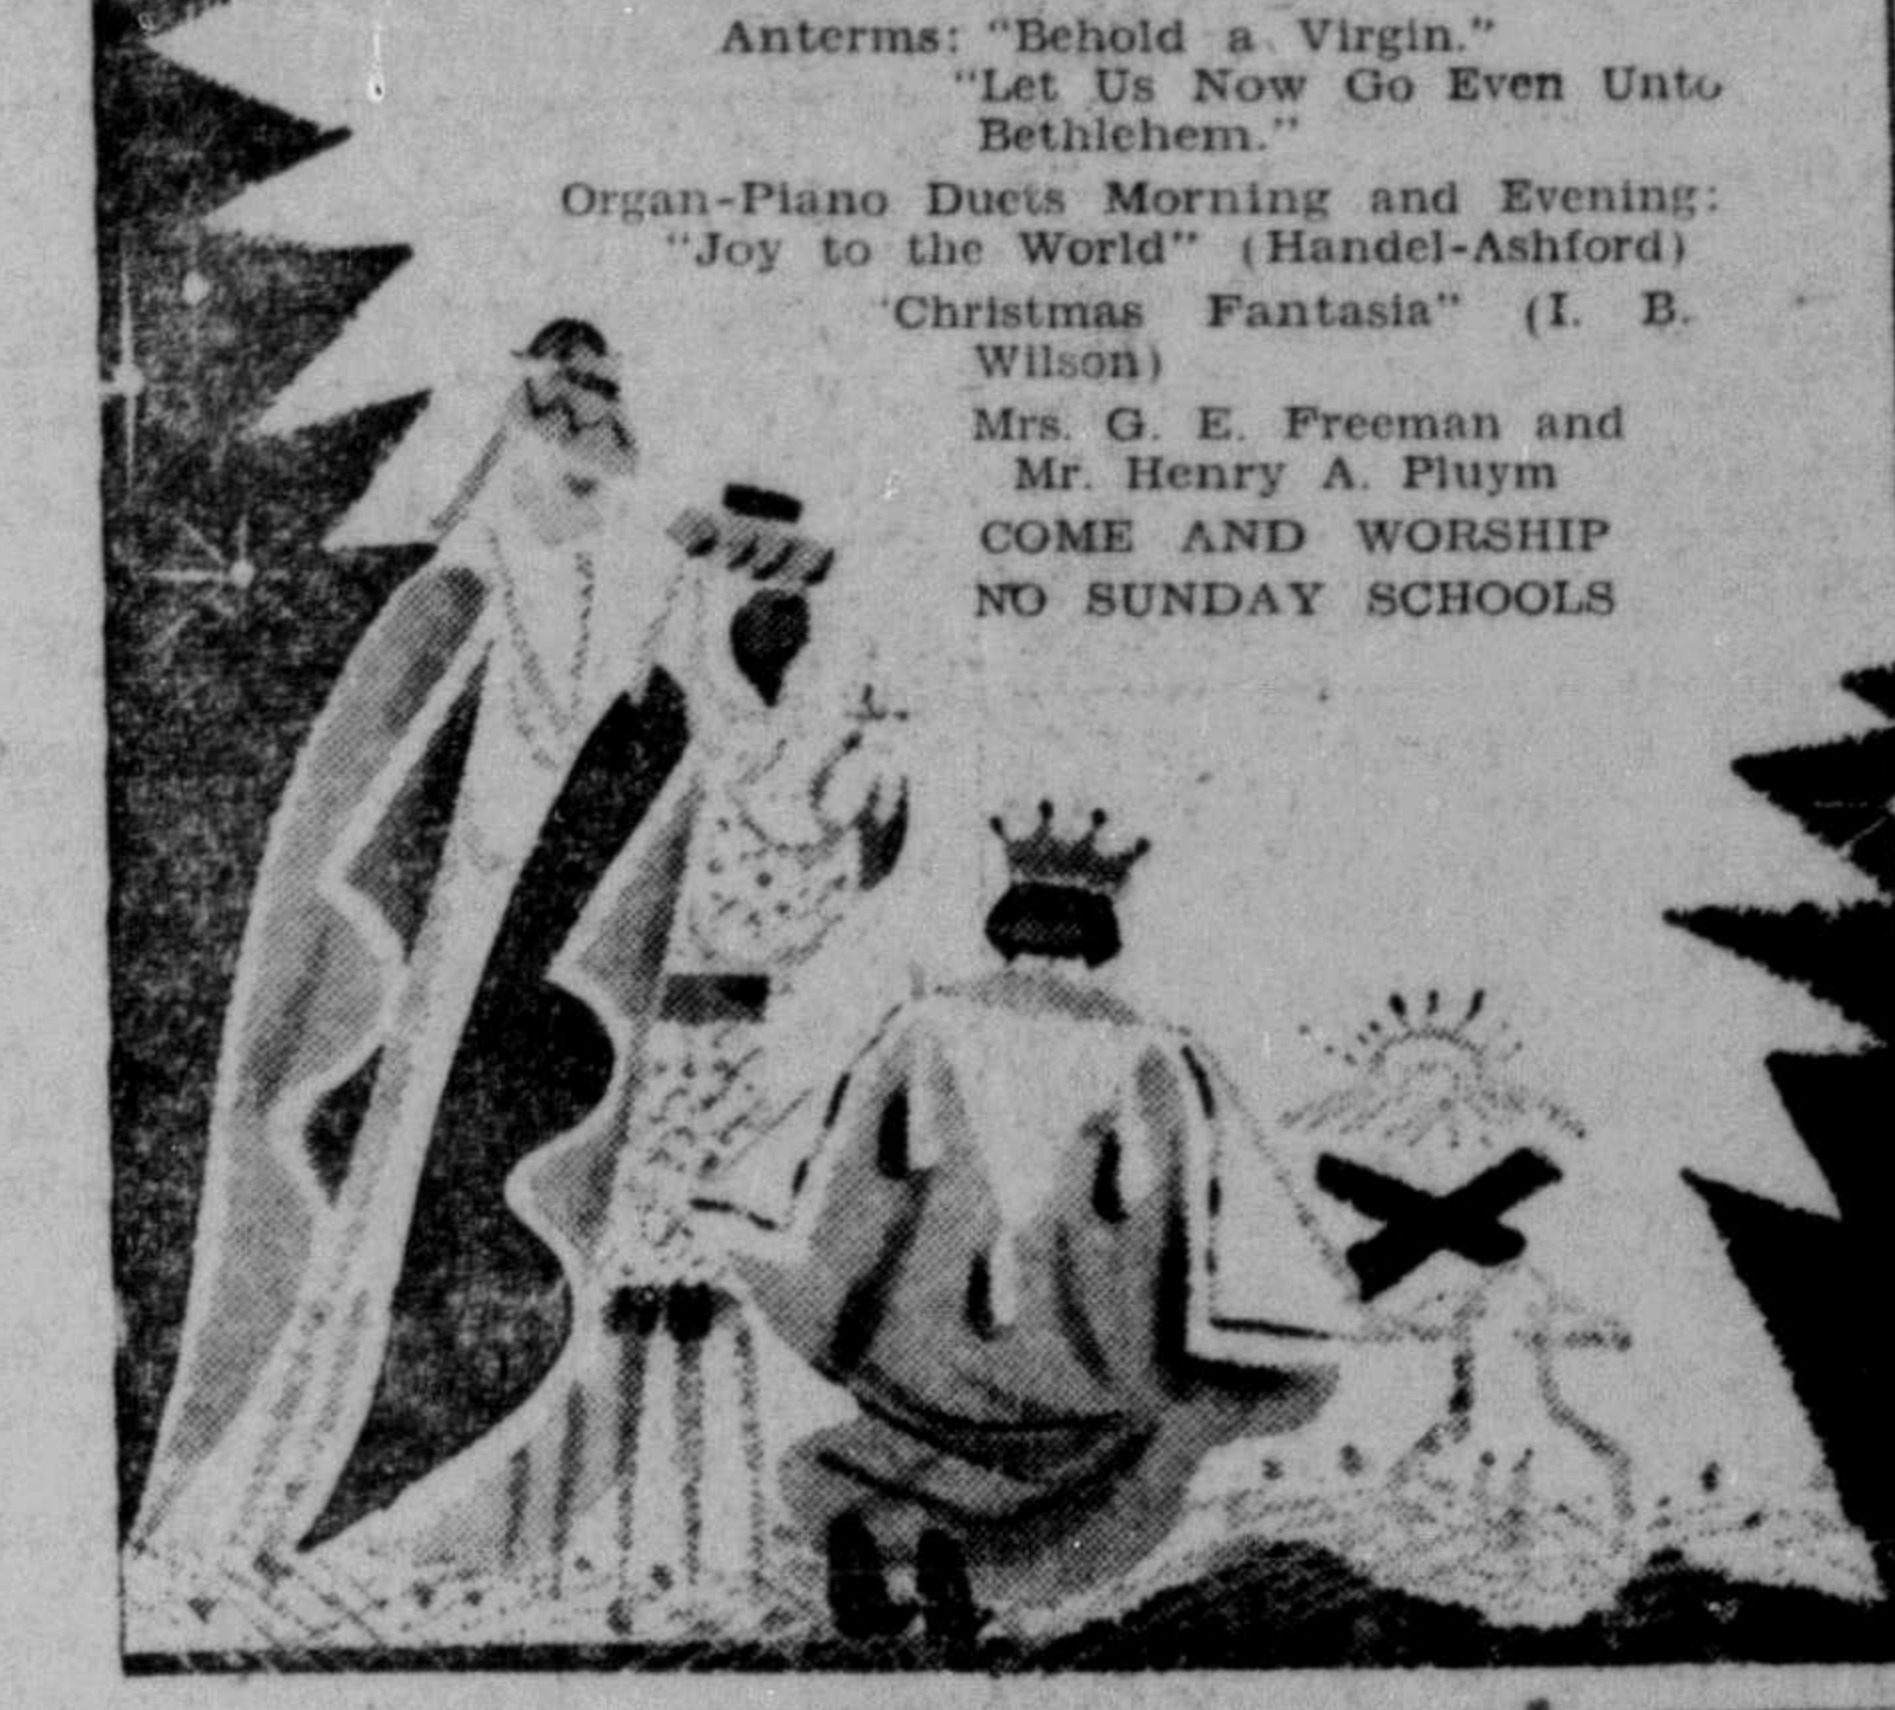 Anterms: "Behold a Virgin."
"Let Us Now Go Even Unto
Bethlehem."
Organ-Piano Duets Morning and Evening:
"Joy to the World" (Handel-Ashford)
'Christmas Fantasia" (I. B.
Wilson)
Mrs. G. E. Freeman and
Mr. Henry A. Pluym
COME AND WORSHIP
NO SUNDAY SCHOOLS